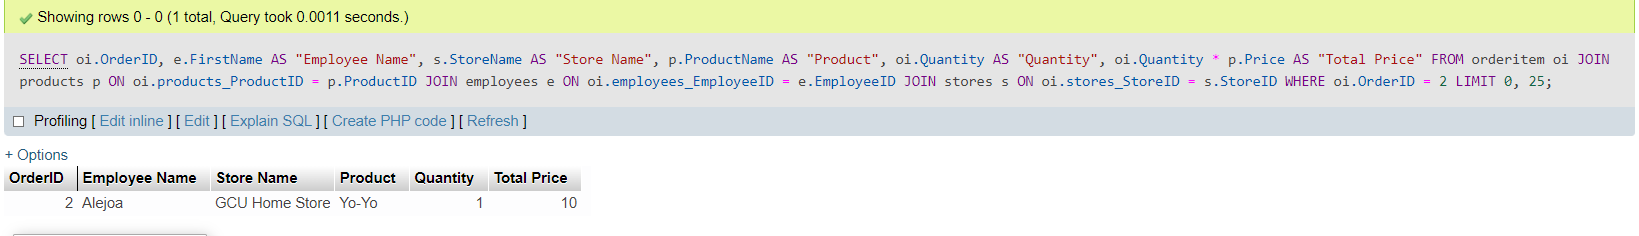 Showing rows 0 - 0 (1 total, Query took 0.0011 seconds.)
SELECT oi.OrderID, e.FirstName AS "Employee Name", s.StoreName AS "Store Name", p.ProductName AS "Product", oi.Quantity AS "Quantity", oi.Quantity * p.Price AS "Total Price" FROM orderitem oi JOIN
products p ON oi.products_ProductID = p.ProductID JOIN employees e ON oi.employees_EmployeeID = e.EmployeeID JOIN stores s ON oi.stores_StoreID = s.StoreID WHERE oi.OrderID = 2 LIMIT 0, 25;
Profiling [ Edit inline ] [ Edit ] [ Explain SQL ] [ Create PHP code ] [ Refresh ]
+ Options
OrderID Employee Name Store Name Product Quantity Total Price
2 Alejoa GCU Home Store Yo-Yo 1 10